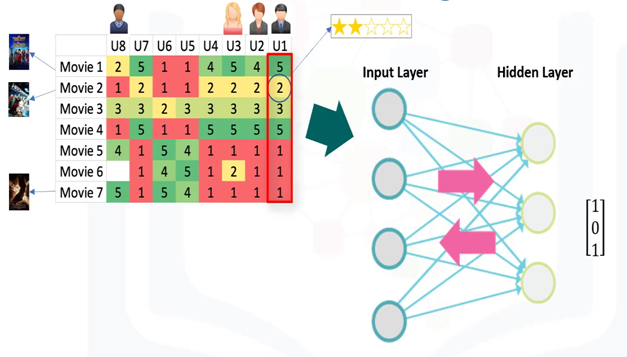 U8 U7 U6 U5 U4 U3 U2 U1
Movie 1 2 5 1 1 4 5 4 5
Movie 2 1 2 1 1 2 2 2 2
Movie 3 3 3 2 3 3 3 3 3
Movie 4 1 5 1 1 5 5 5 5
Movie 5 4 1 5 4 1 1 1 1
Movie 6 1 4 5 1 2 1 1
Movie 7 5 1 5 4 1 1 1 1
Input Layer
Hidden Layer
1
0
1